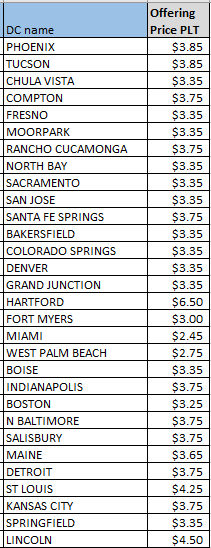 DC name Offering Price PLT
PHOENIX $3.85
TUCSON $3.85
CHULA VISTA $3.35
COMPTON $3.75
FRESNO $3.35
MOORPARK $3.35
RANCHO CUCAMONGA $3.75
NORTH BAY $3.35
SACRAMENTO $3.35
SAN JOSE $3.35
SANTA FE SPRINGS $3.75
BAKERSFIELD $3.35
COLORADO SPRINGS $3.35
DENVER $3.35
GRAND JUNCTION $3.35
HARTFORD $6.50
FORT MYERS $3.00
MIAMI $2.45
WEST PALM BEACH $2.75
BOISE $3.35
INDIANAPOLIS $3.75
BOSTON $3.25
N BALTIMORE $3.75
SALISBURY $3.75
MAINE $3.65
DETROIT $3.75
ST LOUIS $4.25
KANSAS CITY $3.75
SPRINGFIELD $3.35
LINCOLN $4.50